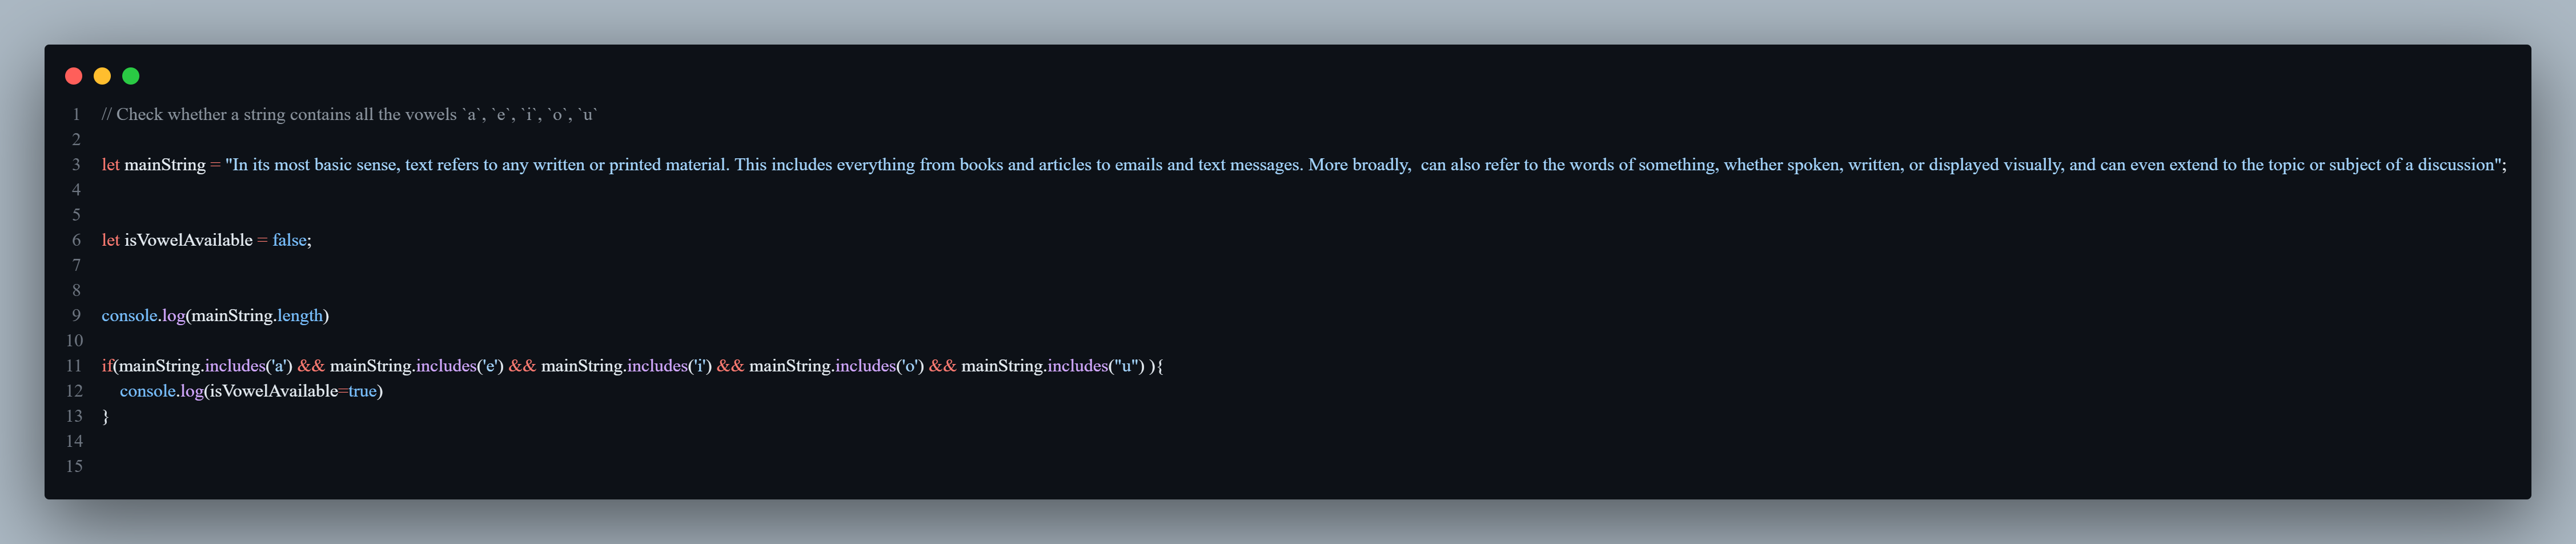 1 // Check whether a string contains all the vowels `a`, `e`, `i`, `o`, `u`
2
3 let mainString = "In its most basic sense, text refers to any written or printed material. This includes everything from books and articles to emails and text messages. More broadly,  can also refer to the words of something, whether spoken, written, or displayed visually, and can even extend to the topic or subject of a discussion";
4
5
6 let isVowelAvailable = false;
7
8
9 console.log(mainString.length)
10
11 if(mainString.includes('a') && mainString.includes('e') && mainString.includes('i') && mainString.includes('o') && mainString.includes("u") ){
12     console.log(isVowelAvailable=true)
13 }
14
15